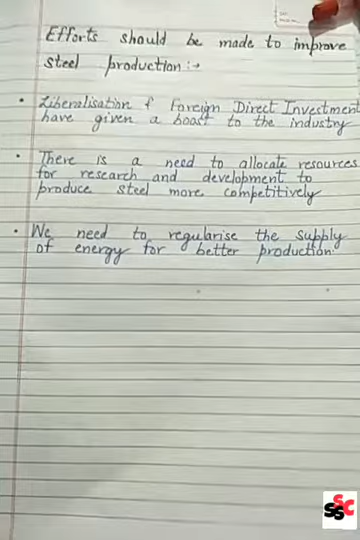 Efforts should be made to improve
steel production:→
• Liberalisation & Foreign Direct Investment
have given a boost to the industry
• There is a need to allocate resources
for research and development to
produce steel more competitively
• We need to regularise the supply
of energy for better production.
SSC